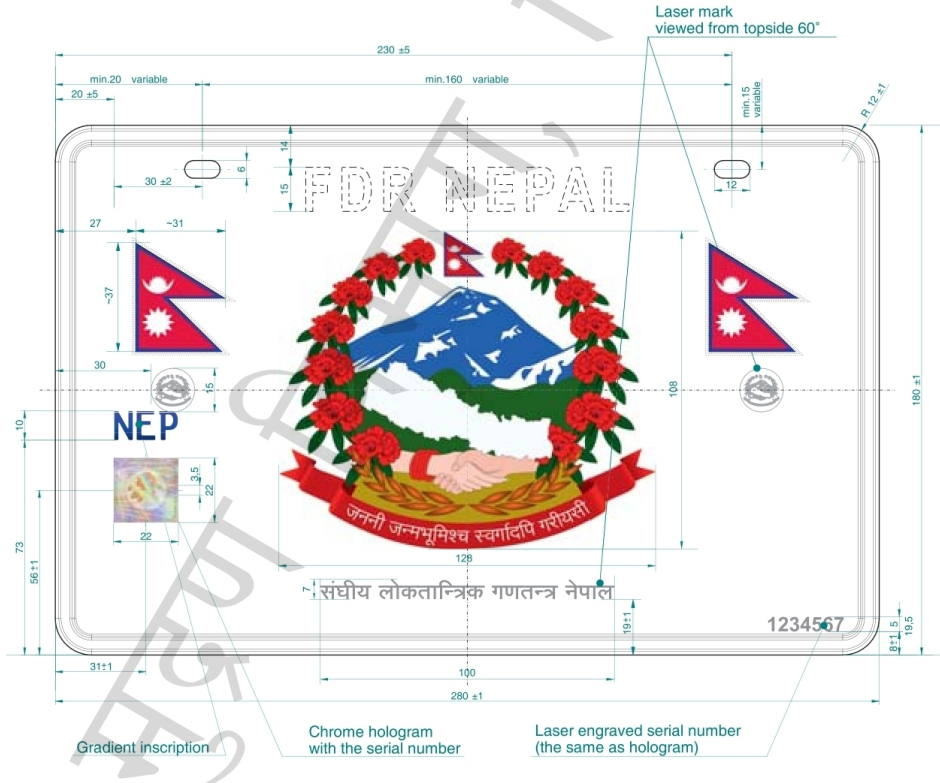 Laser mark
viewed from topside 60°
230 ±5
min.20 variable
min.160 variable
min.15
variable
20 ±5
R 12 ±1
14
6
30 ±2
15
FDR NEPAL
12
27
~31
~37
30
15
108
180 ±1
10
NEP
3,5
22
22
73
56±1
जननी जन्मभूमिश्च स्वर्गादपि गरीयसी
128
7
संघीय लोकतान्त्रिक गणतन्त्र नेपाल
19±1
1234567
5
8±1
19,5
31±1
100
280 ±1
Gradient inscription
Chrome hologram
with the serial number
Laser engraved serial number
(the same as hologram)